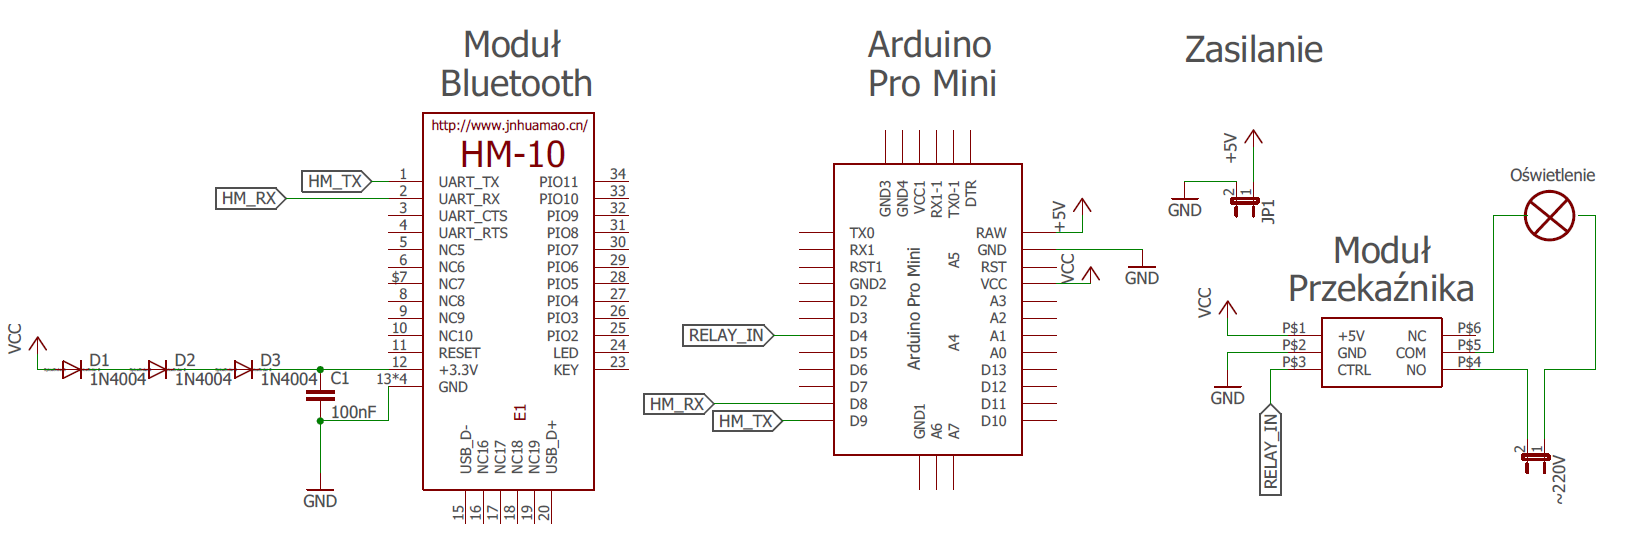 Moduł
Bluetooth
Arduino
Pro Mini
Zasilanie
http://www.jnhuamao.cn/
HM-10
HM_TX
HM_RX
1 UART_TX PIO11 34
2 UART_RX PIO10 33
3 UART_CTS PIO9 32
4 UART_RTS PIO8 31
5 NC5 PIO7 30
6 NC6 PIO6 29
$7 NC7 PIO5 28
8 NC8 PIO4 27
9 NC9 PIO3 26
10 NC10 PIO2 25
11 RESET LED 24
12 +3.3V KEY 23
13*4 GND
E1
USB_D-
NC16
NC17
NC18
NC19
USB_D+
15
16
17
18
19
20
VCC
D1
1N4004
D2
1N4004
D3
1N4004
C1
100nF
GND
GND3
GND4
VCC1
RX1-1
TX0-1
DTR
TX0 RAW
RX1 GND
RST1 RST
GND2 VCC
D2 A3
D3 A2
D4 A1
D5 A0
D6 D13
D7 D12
D8 D11
D9 D10
Arduino Pro Mini
A5
A4
GND1
A6
A7
RELAY_IN
HM_RX
HM_TX
+5V
GND
VCC
+5V
GND
2
1
JP1
Oświetlenie
Moduł
Przekaźnika
VCC
P$1 +5V NC P$6
P$2 GND COM P$5
P$3 CTRL NO P$4
GND
RELAY_IN
2
1
~220V